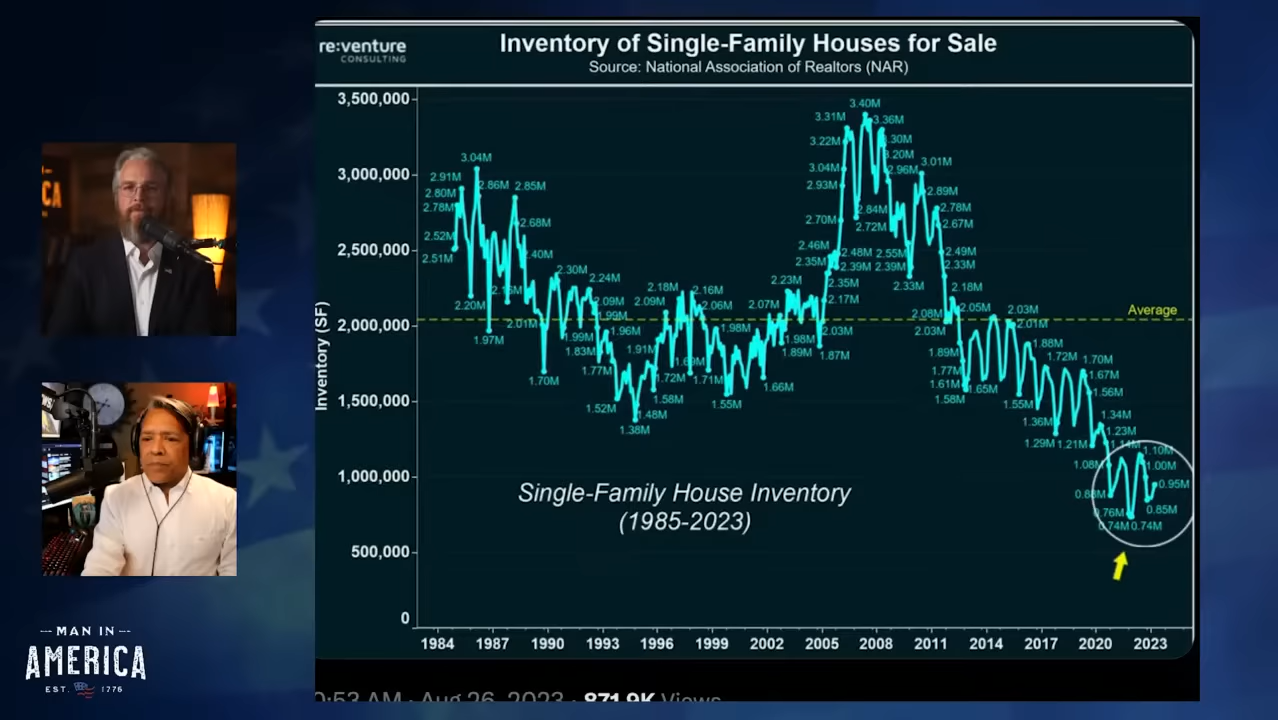 re:venture
CONSULTING
Inventory of Single-Family Houses for Sale
Source: National Association of Realtors (NAR)
Inventory (SF)
3,500,000
3,000,000
2,500,000
2,000,000
1,500,000
1,000,000
500,000
0
2.91M
2.80M
2.78M
2.52M
2.51M
3.04M
2.86M
2.20M
1.97M
2.85M
2.68M
2.40M
2.01M
1.70M
2.30M
2.24M
2.09M
1.99M
1.99M
1.96M
1.83M
1.77M
1.52M
1.38M
1.48M
1.91M
2.18M
2.09M
1.58M
1.72M
2.16M
2.06M
1.71M
1.98M
1.55M
2.07M
1.66M
2.23M
1.98M
1.89M
2.03M
1.87M
2.17M
2.35M
2.46M
2.35M
2.48M
2.39M
2.70M
2.93M
3.04M
3.22M
3.31M
3.40M
3.36M
3.20M
2.96M
2.84M
2.72M
2.55M
2.39M
2.33M
3.01M
2.89M
2.78M
2.67M
2.49M
2.33M
2.18M
2.08M
2.03M
2.05M
1.89M
1.77M
1.61M
1.58M
1.65M
2.03M
2.01M
1.55M
1.88M
1.36M
1.72M
1.29M
1.21M
1.70M
1.67M
1.56M
1.34M
1.23M
1.14M
1.08M
0.76M
0.74M
0.74M
1.10M
1.00M
0.95M
0.85M
Average
Single-Family House Inventory
(1985-2023)
1984 1987 1990 1993 1996 1999 2002 2005 2008 2011 2014 2017 2020 2023
0:53 AM · Aug 26, 2023 · 871.9K Views
MAN IN
AMERICA
EST. 1776